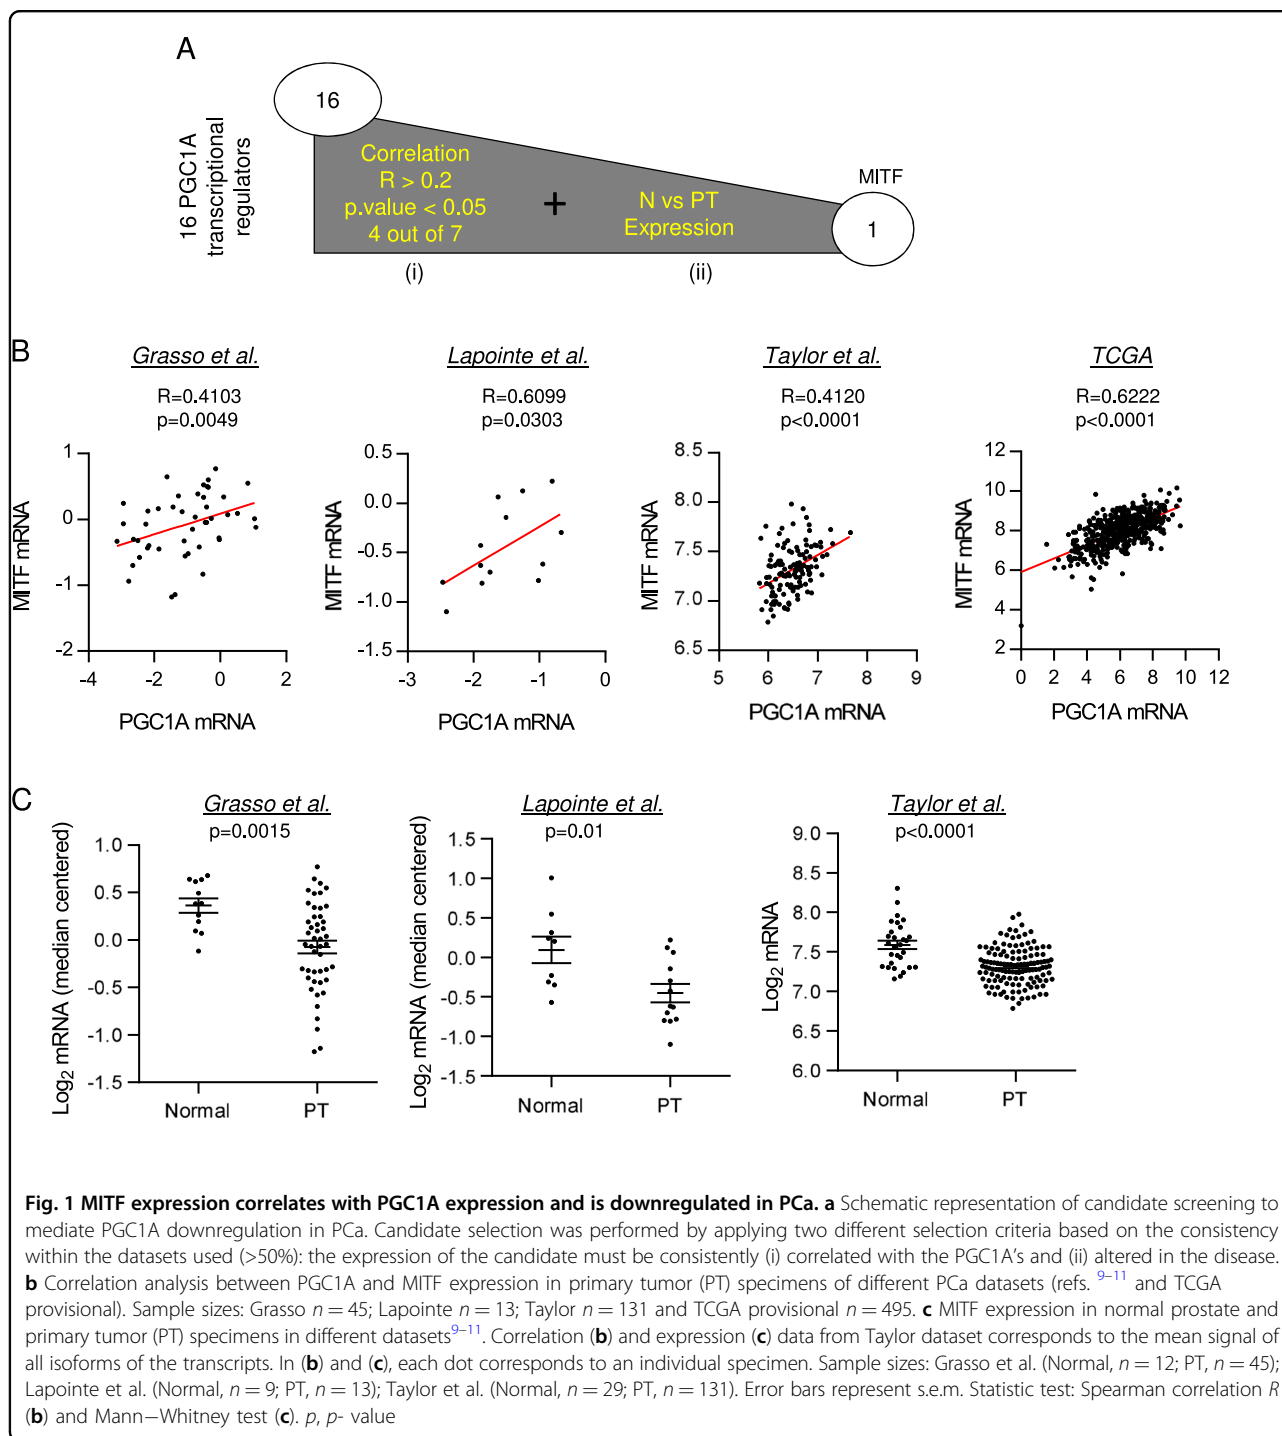 A
16
16 PGC1A
transcriptional
regulators
Correlation
R > 0.2
p.value < 0.05
4 out of 7
+
N vs PT
Expression
MITF
1
(i)
(ii)
B
Grasso et al.
R=0.4103
p=0.0049
MITF mRNA
1
0
-1
-2
-4 -2 0 2
PGC1A mRNA
Lapointe et al.
R=0.6099
p=0.0303
MITF mRNA
0.5
0.0
-0.5
-1.0
-1.5
-3 -2 -1 0
PGC1A mRNA
Taylor et al.
R=0.4120
p<0.0001
MITF mRNA
8.5
8.0
7.5
7.0
6.5
5 6 7 8 9
PGC1A mRNA
TCGA
R=0.6222
p<0.0001
MITF mRNA
12
10
8
6
4
2
0 2 4 6 8 10 12
PGC1A mRNA
C
Grasso et al.
p=0.0015
Log2 mRNA (median centered)
1.0
0.5
0.0
-0.5
-1.0
-1.5
Normal PT
Lapointe et al.
p=0.01
Log2 mRNA (median centered)
1.5
1.0
0.5
0.0
-0.5
-1.0
-1.5
Normal PT
Taylor et al.
p<0.0001
Log2 mRNA
9.0
8.5
8.0
7.5
7.0
6.5
6.0
Normal PT
Fig. 1 MITF expression correlates with PGC1A expression and is downregulated in PCa. a Schematic representation of candidate screening to
mediate PGC1A downregulation in PCa. Candidate selection was performed by applying two different selection criteria based on the consistency
within the datasets used (>50%): the expression of the candidate must be consistently (i) correlated with the PGC1A's and (ii) altered in the disease.
b Correlation analysis between PGC1A and MITF expression in primary tumor (PT) specimens of different PCa datasets (refs. 9–11 and TCGA
provisional). Sample sizes: Grasso n = 45; Lapointe n = 13; Taylor n = 131 and TCGA provisional n = 495. c MITF expression in normal prostate and
primary tumor (PT) specimens in different datasets9–11. Correlation (b) and expression (c) data from Taylor dataset corresponds to the mean signal of
all isoforms of the transcripts. In (b) and (c), each dot corresponds to an individual specimen. Sample sizes: Grasso et al. (Normal, n = 12; PT, n = 45);
Lapointe et al. (Normal, n = 9; PT, n = 13); Taylor et al. (Normal, n = 29; PT, n = 131). Error bars represent s.e.m. Statistic test: Spearman correlation R
(b) and Mann−Whitney test (c). p, p- value